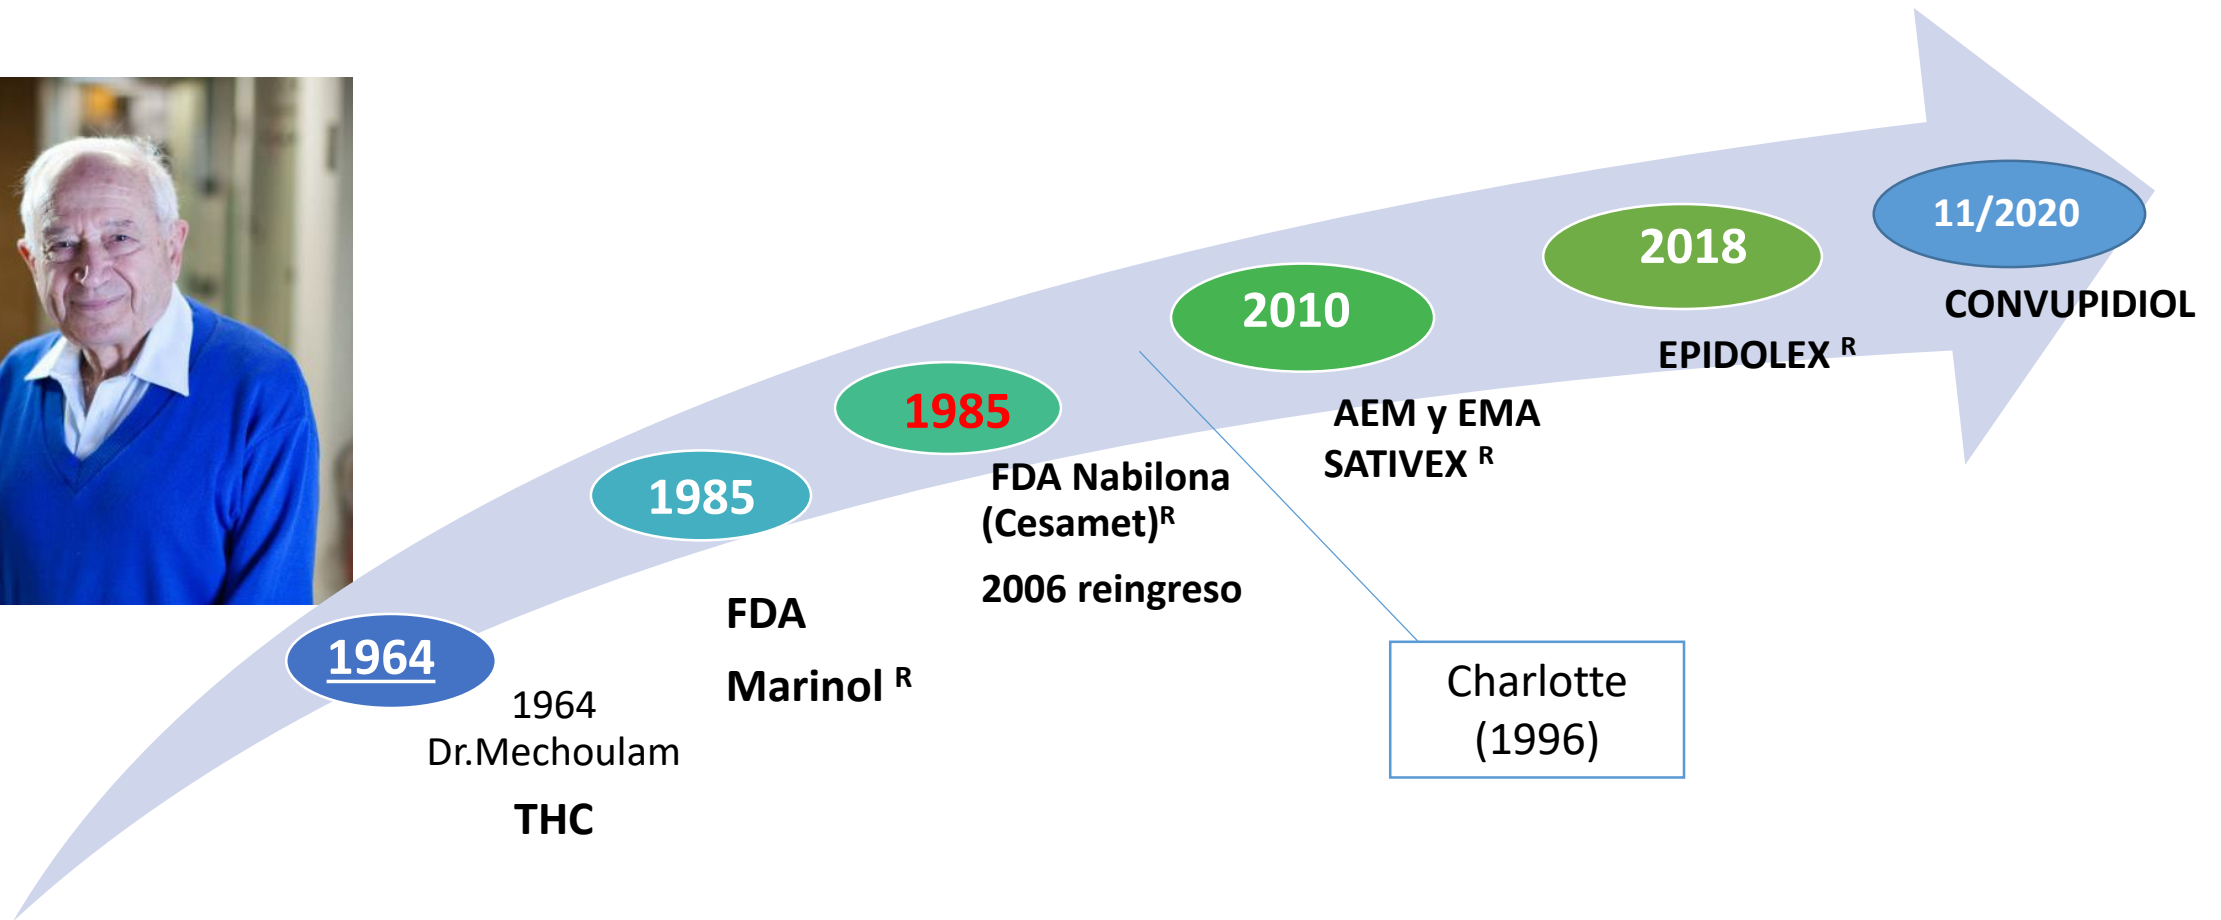 1964
1964
Dr.Mechoulam
THC
1985
FDA
Marinol R
1985
FDA Nabilona
(Cesamet)R
2006 reingreso
Charlotte
(1996)
2010
AEM y EMA
SATIVEX R
2018
EPIDOLEX R
11/2020
CONVUPIDIOL